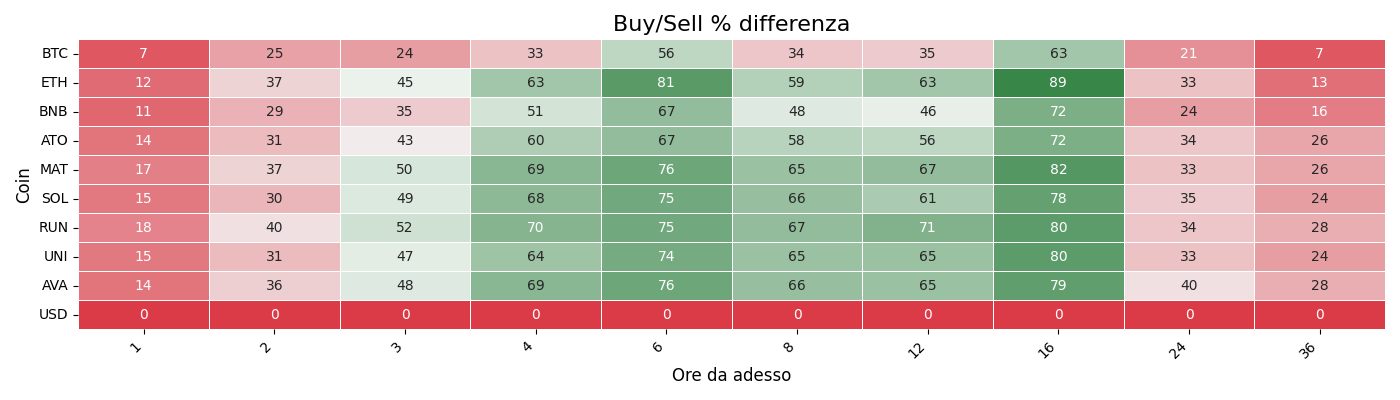 Buy/Sell % differenza
Coin
BTC 7 25 24 33 56 34 35 63 21 7
ETH 12 37 45 63 81 59 63 89 33 13
BNB 11 29 35 51 67 48 46 72 24 16
ATO 14 31 43 60 67 58 56 72 34 26
MAT 17 37 50 69 76 65 67 82 33 26
SOL 15 30 49 68 75 66 61 78 35 24
RUN 18 40 52 70 75 67 71 80 34 28
UNI 15 31 47 64 74 65 65 80 33 24
AVA 14 36 48 69 76 66 65 79 40 28
USD 0 0 0 0 0 0 0 0 0 0
1 2 3 4 6 8 12 16 24 36
Ore da adesso